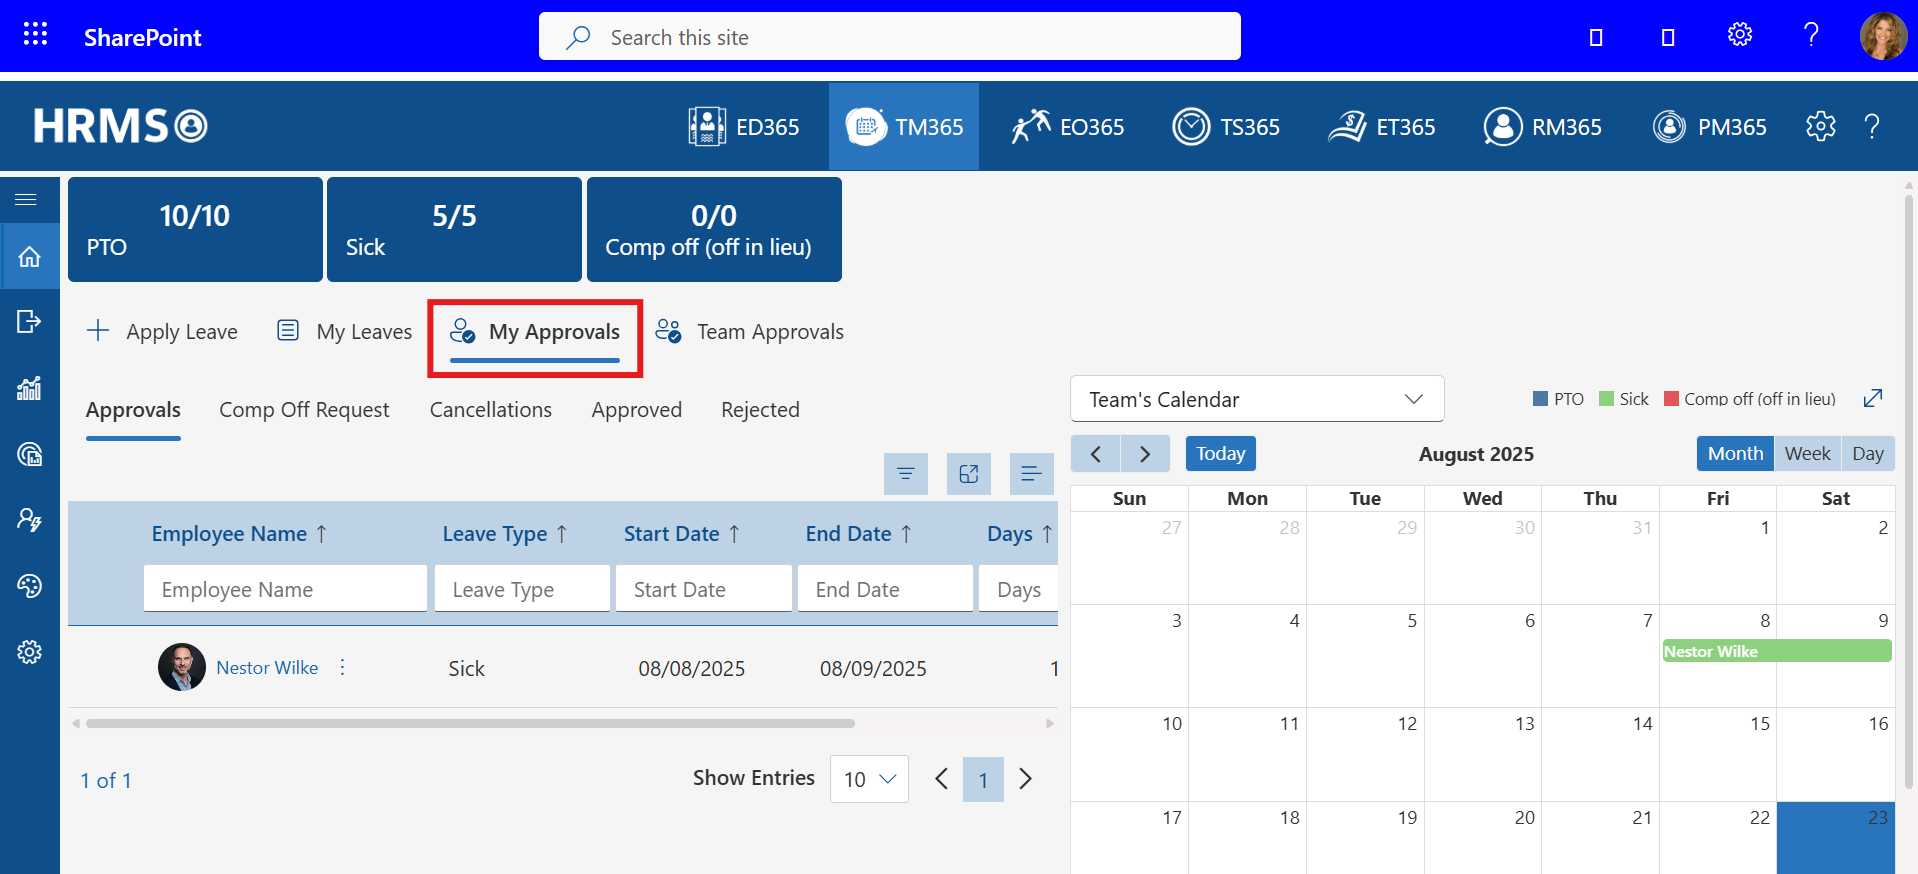 SharePoint
Search this site
HRMS
ED365
TM365
EO365
TS365
ET365
RM365
PM365
10/10
PTO
5/5
Sick
0/0
Comp off (off in lieu)
Apply Leave
My Leaves
My Approvals
Team Approvals
Approvals
Comp Off Request
Cancellations
Approved
Rejected
Employee Name ↑
Leave Type ↑
Start Date ↑
End Date ↑
Days ↑
Employee Name
Leave Type
Start Date
End Date
Days
Nestor Wilke
Sick
08/08/2025
08/09/2025
1
1 of 1
Show Entries
10
1
Team's Calendar
PTO
Sick
Comp off (off in lieu)
Today
August 2025
Month
Week
Day
Sun Mon Tue Wed Thu Fri Sat
27 28 29 30 31 1 2
3 4 5 6 7 8 9
Nestor Wilke
10 11 12 13 14 15 16
17 18 19 20 21 22 23